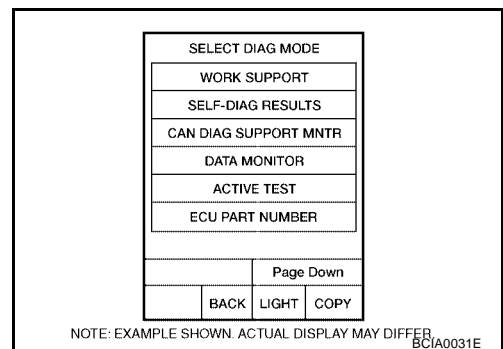 SELECT DIAG MODE
WORK SUPPORT
SELF-DIAG RESULTS
CAN DIAG SUPPORT MNTR
DATA MONITOR
ACTIVE TEST
ECU PART NUMBER
Page Down
BACK LIGHT COPY
NOTE: EXAMPLE SHOWN. ACTUAL DISPLAY MAY DIFFER.
BCIA0031E